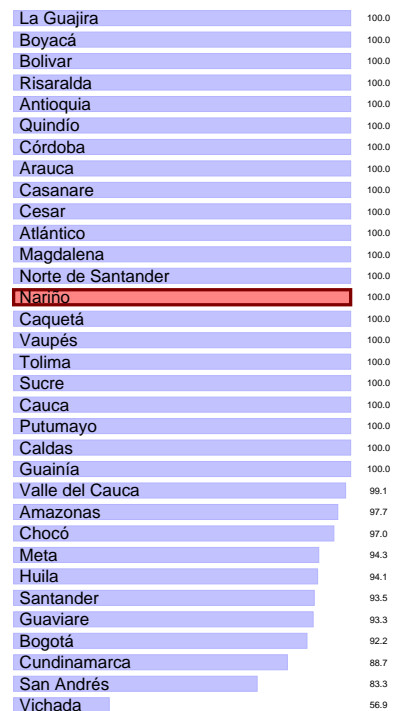 La Guajira 100.0
Boyacá 100.0
Bolivar 100.0
Risaralda 100.0
Antioquia 100.0
Quindío 100.0
Córdoba 100.0
Arauca 100.0
Casanare 100.0
Cesar 100.0
Atlántico 100.0
Magdalena 100.0
Norte de Santander 100.0
Nariño 100.0
Caquetá 100.0
Vaupés 100.0
Tolima 100.0
Sucre 100.0
Cauca 100.0
Putumayo 100.0
Caldas 100.0
Guainía 100.0
Valle del Cauca 99.1
Amazonas 97.7
Chocó 97.0
Meta 94.3
Huila 94.1
Santander 93.5
Guaviare 93.3
Bogotá 92.2
Cundinamarca 88.7
San Andrés 83.3
Vichada 56.9